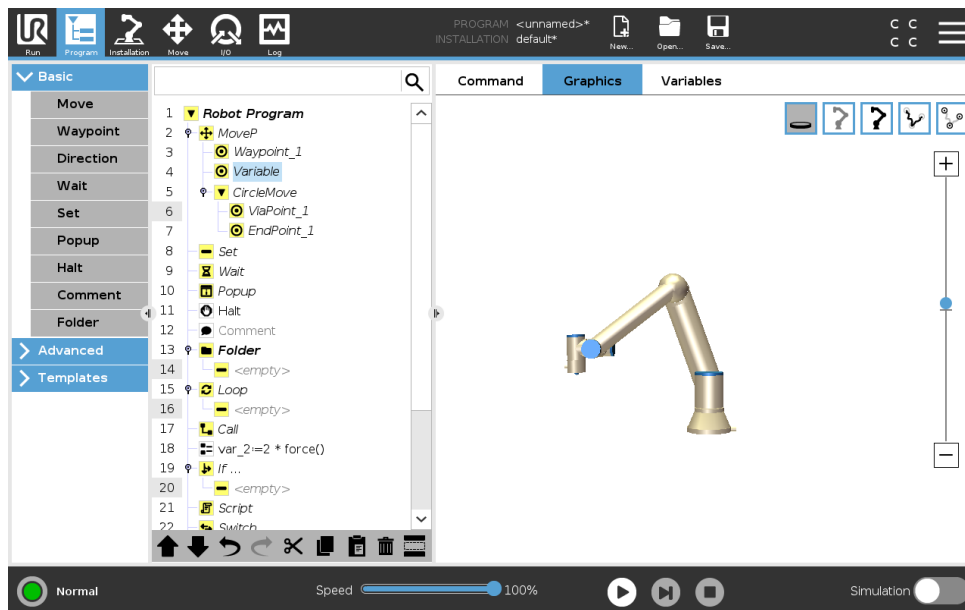 UR
PROGRAM <unnamed>*
INSTALLATION default*
Run
Program
Installation
Move
I/O
Log
New...
Open...
Save...
C C
C C
Basic
Move
Waypoint
Direction
Wait
Set
Popup
Halt
Comment
Folder
Advanced
Templates
1 Robot Program
2 MoveP
3 Waypoint_1
4 Variable
5 CircleMove
6 ViaPoint_1
7 EndPoint_1
8 Set
9 Wait
10 Popup
11 Halt
12 Comment
13 Folder
14 <empty>
15 Loop
16 <empty>
17 Call
18 var_2:=2 * force()
19 If ...
20 <empty>
21 Script
22 Switch
Command
Graphics
Variables
Normal
Speed
100%
Simulation